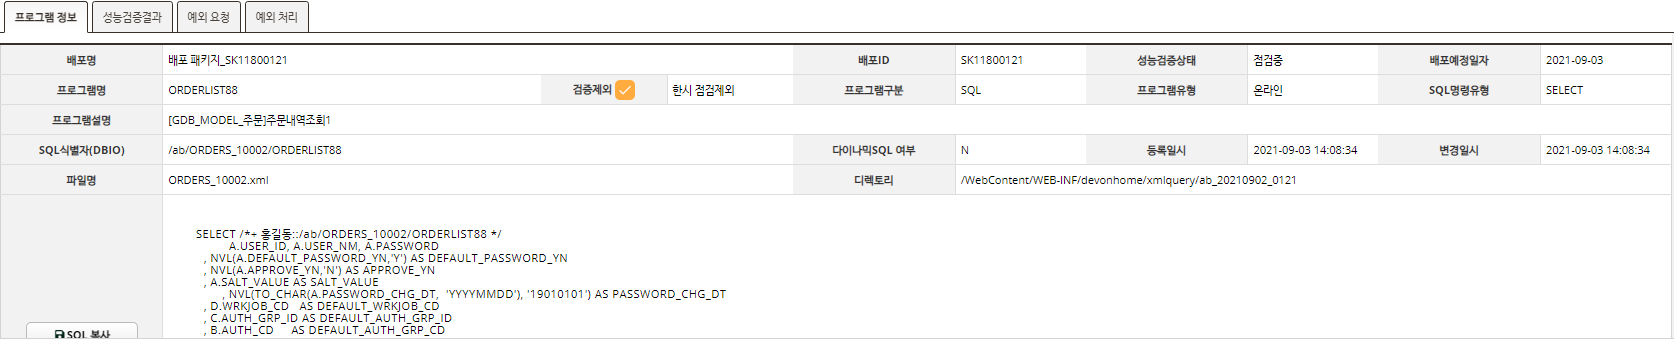 프로그램 정보 성능검증결과 예외 요청 예외 처리
배포명 배포 패키지_SK11800121 배포ID SK11800121 성능검증상태 점검중 배포예정일자 2021-09-03
프로그램명 ORDERLIST88 검증제외 한시 점검제외 프로그램구분 SQL 프로그램유형 온라인 SQL명령유형 SELECT
프로그램설명 [GDB_MODEL_주문]주문내역조회1
SQL식별자(DBIO) /ab/ORDERS_10002/ORDERLIST88 다이나믹SQL 여부 N 등록일시 2021-09-03 14:08:34 변경일시 2021-09-03 14:08:34
파일명 ORDERS_10002.xml 디렉토리 /WebContent/WEB-INF/devonhome/xmlquery/ab_20210902_0121
SELECT /*+ 홍길동::/ab/ORDERS_10002/ORDERLIST88 */
A.USER_ID, A.USER_NM, A.PASSWORD
, NVL(A.DEFAULT_PASSWORD_YN,'Y') AS DEFAULT_PASSWORD_YN
, NVL(A.APPROVE_YN,'N') AS APPROVE_YN
, A.SALT_VALUE AS SALT_VALUE
, NVL(TO_CHAR(A.PASSWORD_CHG_DT, 'YYYYMMDD'), '19010101') AS PASSWORD_CHG_DT
, D.WRKJOB_CD AS DEFAULT_WRKJOB_CD
, C.AUTH_GRP_ID AS DEFAULT_AUTH_GRP_ID
, B.AUTH_CD AS DEFAULT_AUTH_GRP_CD
SQL 복사